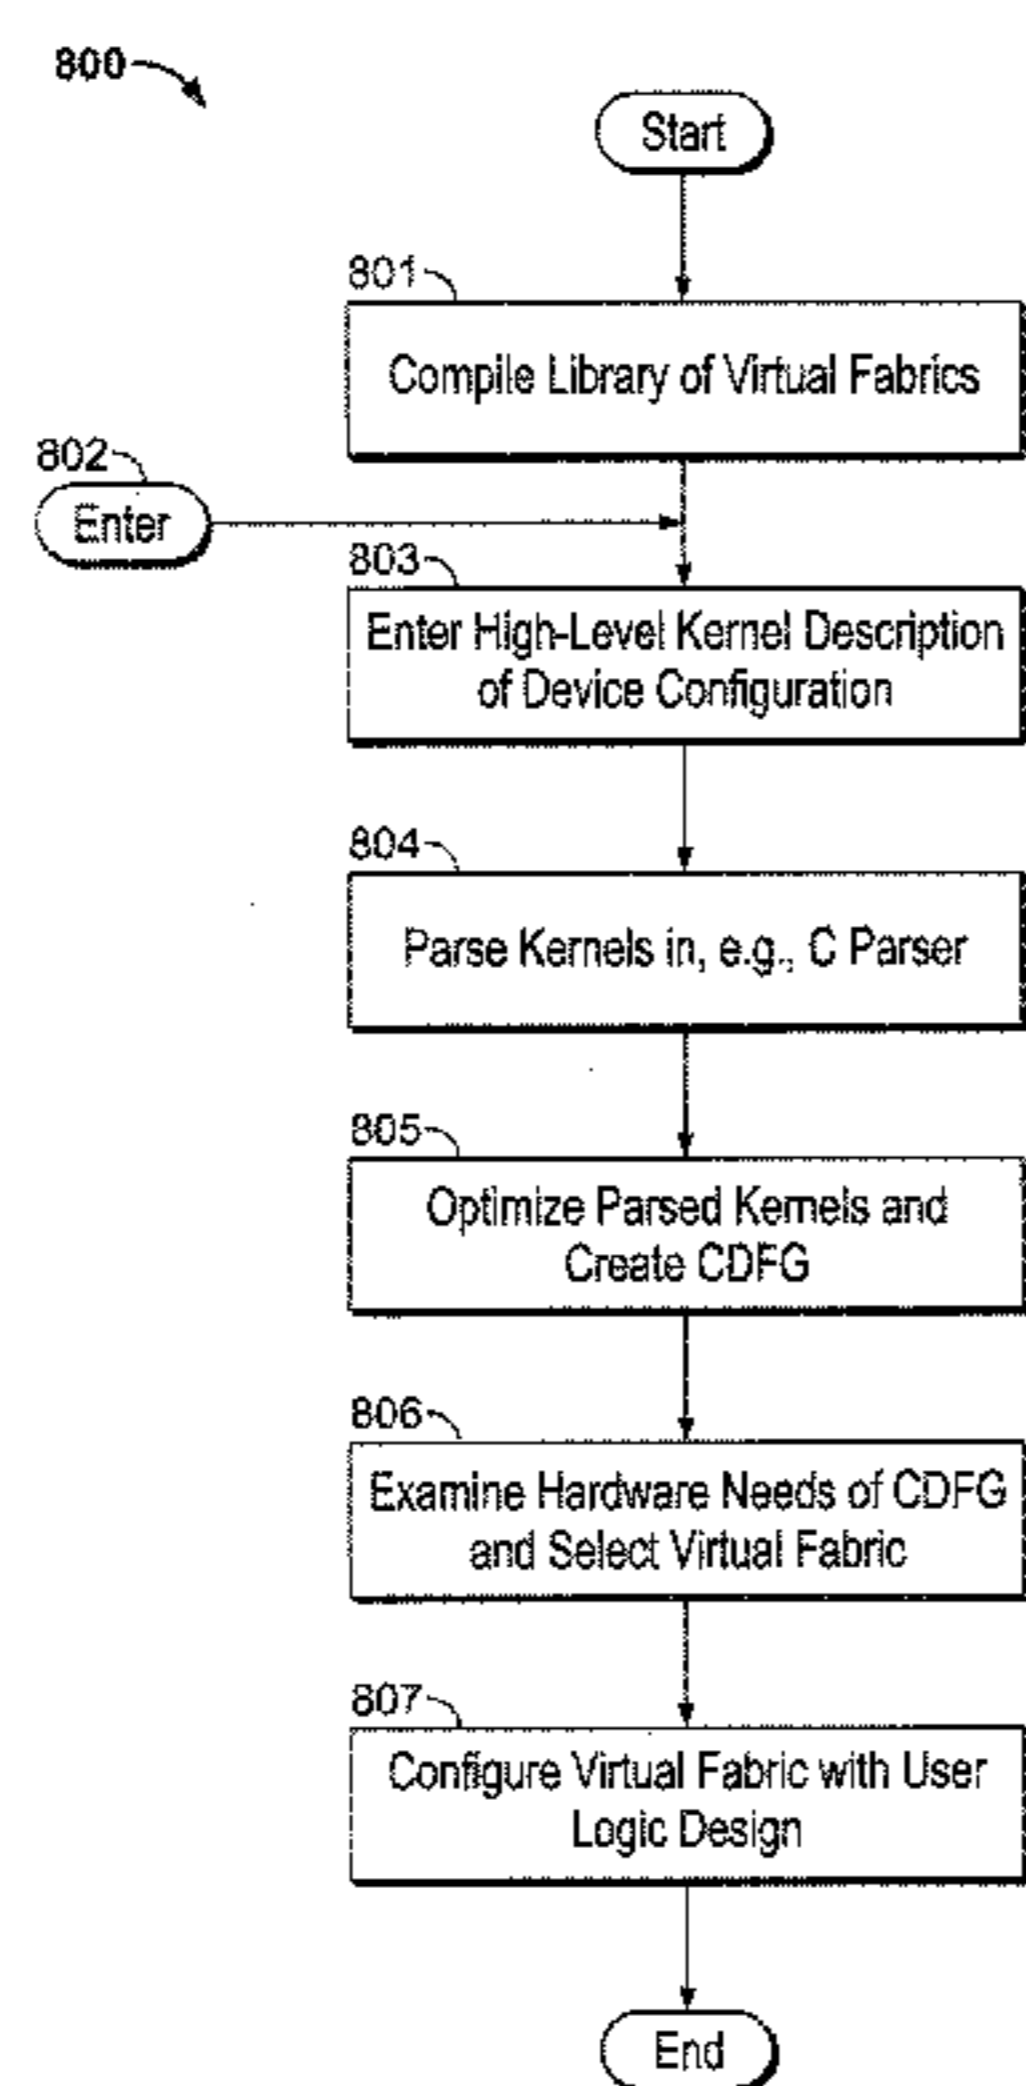 800
Start
801
Compile Library of Virtual Fabrics
802
Enter
803
Enter High-Level Kernel Description
of Device Configuration
804
Parse Kernels in, e.g., C Parser
805
Optimize Parsed Kernels and
Create CDFG
806
Examine Hardware Needs of CDFG
and Select Virtual Fabric
807
Configure Virtual Fabric with User
Logic Design
End